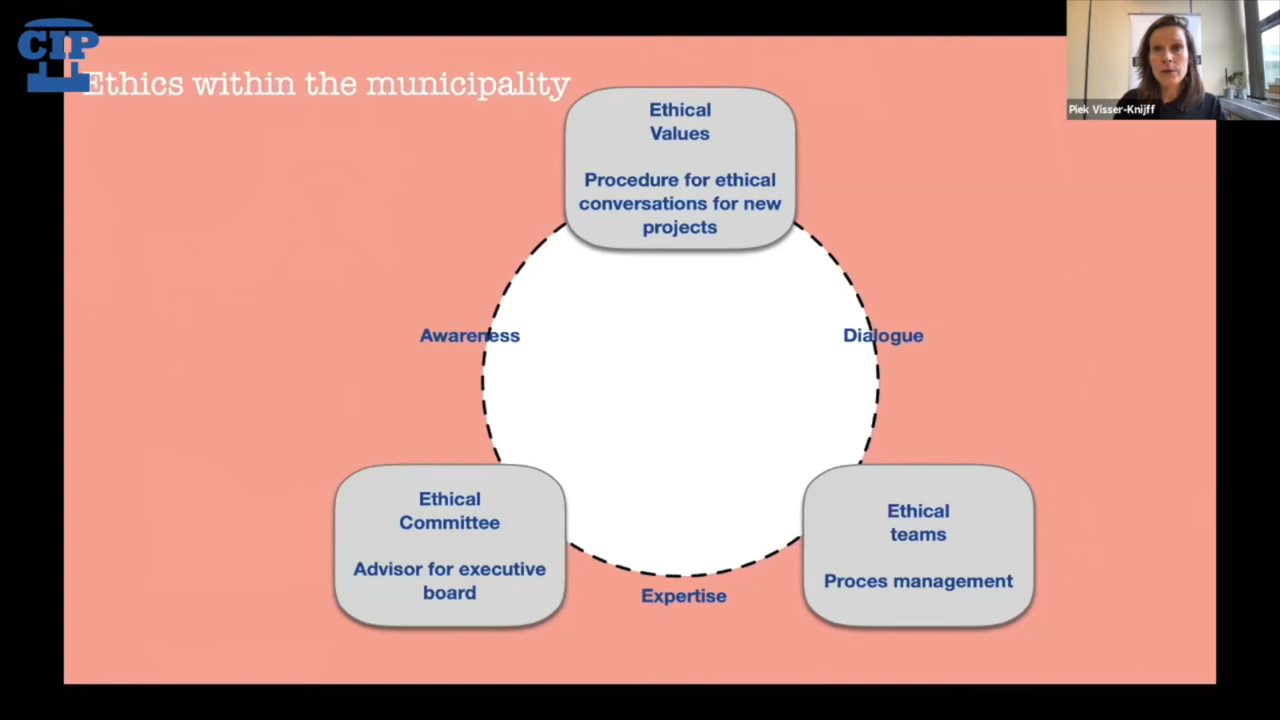 CIP
Ethics within the municipality
Piek Visser-Knijff
Ethical
Values
Procedure for ethical
conversations for new
projects
Awareness
Dialogue
Ethical
Committee
Advisor for executive
board
Ethical
teams
Proces management
Expertise